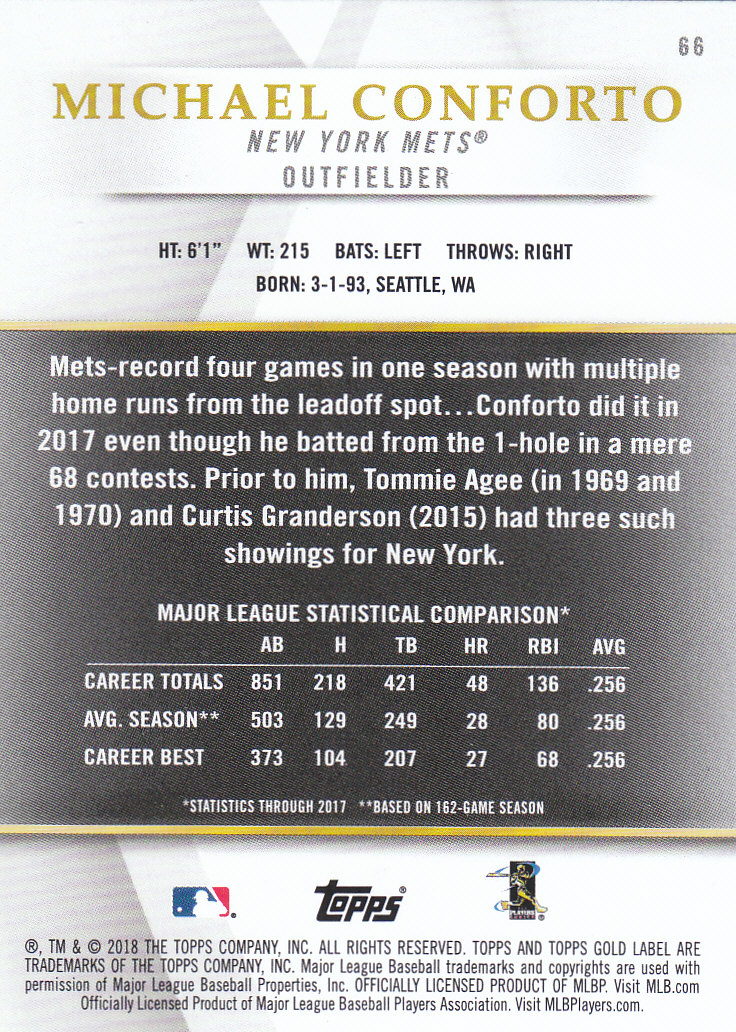 66
MICHAEL CONFORTO
NEW YORK METS®
OUTFIELDER
HT: 6'1" WT: 215 BATS: LEFT THROWS: RIGHT
BORN: 3-1-93, SEATTLE, WA
Mets-record four games in one season with multiple
home runs from the leadoff spot...Conforto did it in
2017 even though he batted from the 1-hole in a mere
68 contests. Prior to him, Tommie Agee (in 1969 and
1970) and Curtis Granderson (2015) had three such
showings for New York.
MAJOR LEAGUE STATISTICAL COMPARISON*
AB H TB HR RBI AVG
CAREER TOTALS 851 218 421 48 136 .256
AVG. SEASON** 503 129 249 28 80 .256
CAREER BEST 373 104 207 27 68 .256
*STATISTICS THROUGH 2017 **BASED ON 162-GAME SEASON
Topps®
PLAYERS
®, TM & © 2018 THE TOPPS COMPANY, INC. ALL RIGHTS RESERVED. TOPPS AND TOPPS GOLD LABEL ARE
TRADEMARKS OF THE TOPPS COMPANY, INC. Major League Baseball trademarks and copyrights are used with
permission of Major League Baseball Properties, Inc. OFFICIALLY LICENSED PRODUCT OF MLBP. Visit MLB.com
Officially Licensed Product of Major League Baseball Players Association. Visit MLBPlayers.com.